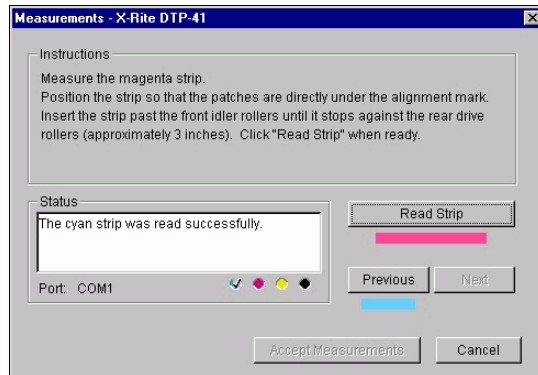 Measurements - X-Rite DTP-41
Instructions
Measure the magenta strip.
Position the strip so that the patches are directly under the alignment mark.
Insert the strip past the front idler rollers until it stops against the rear drive
rollers (approximately 3 inches). Click "Read Strip" when ready.
Status
The cyan strip was read successfully.
Port: COM1
Read Strip
Previous
Next
Accept Measurements
Cancel